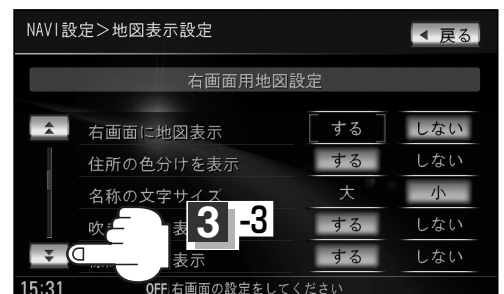 NAVI設定>地図表示設定 戻る
右画面用地図設定
右画面に地図表示 する しない
住所の色分けを表示 する しない
名称の文字サイズ 大 小
吹 表 する しない
3-3
表示 する しない
15:31 OFF 右画面の設定をしてください